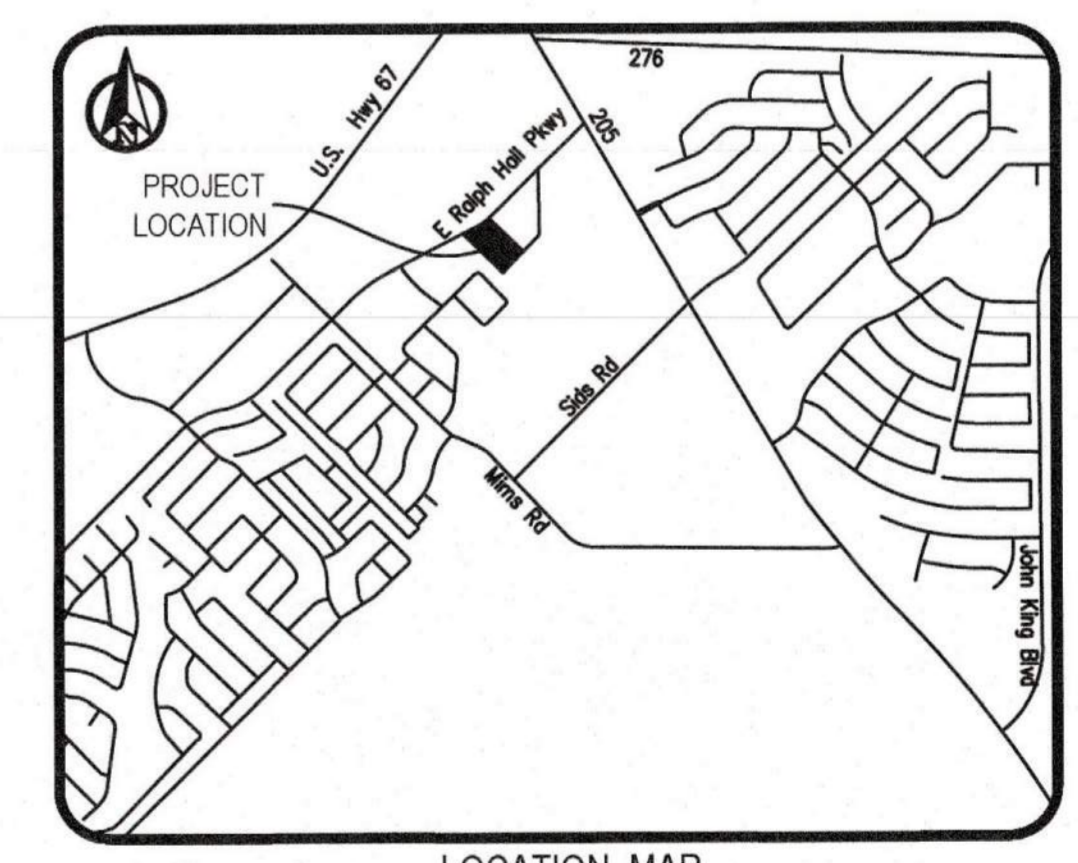 276
U.S. Hwy 67
E Ralph Hall Pkwy
205
N
PROJECT
LOCATION
Sids Rd
Mims Rd
John King Blvd
LOCATION MAP